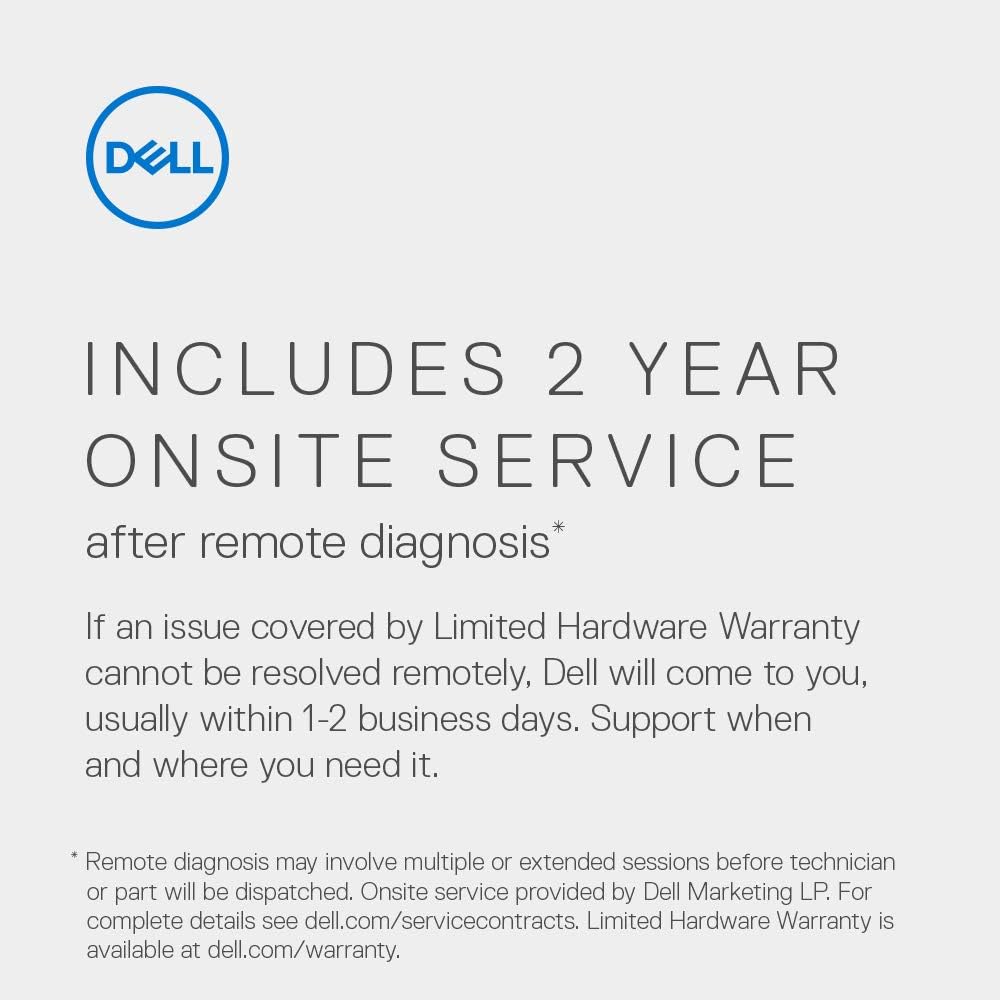 DELL
INCLUDES 2 YEAR
ONSITE SERVICE
after remote diagnosis*
If an issue covered by Limited Hardware Warranty
cannot be resolved remotely, Dell will come to you,
usually within 1-2 business days. Support when
and where you need it.
* Remote diagnosis may involve multiple or extended sessions before technician
or part will be dispatched. Onsite service provided by Dell Marketing LP. For
complete details see dell.com/servicecontracts. Limited Hardware Warranty is
available at dell.com/warranty.